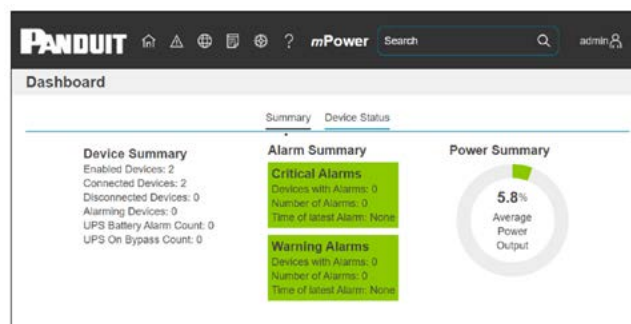 PANDUIT ? mPower Search admin
Dashboard
Summary Device Status
Device Summary
Enabled Devices: 2
Connected Devices: 2
Disconnected Devices: 0
Alarming Devices: 0
UPS Battery Alarm Count: 0
UPS On Bypass Count: 0
Alarm Summary
Critical Alarms
Devices with Alarms: 0
Number of Alarms: 0
Time of latest Alarm: None
Warning Alarms
Devices with Alarms: 0
Number of Alarms: 0
Time of latest Alarm: None
Power Summary
5.8%
Average
Power
Output